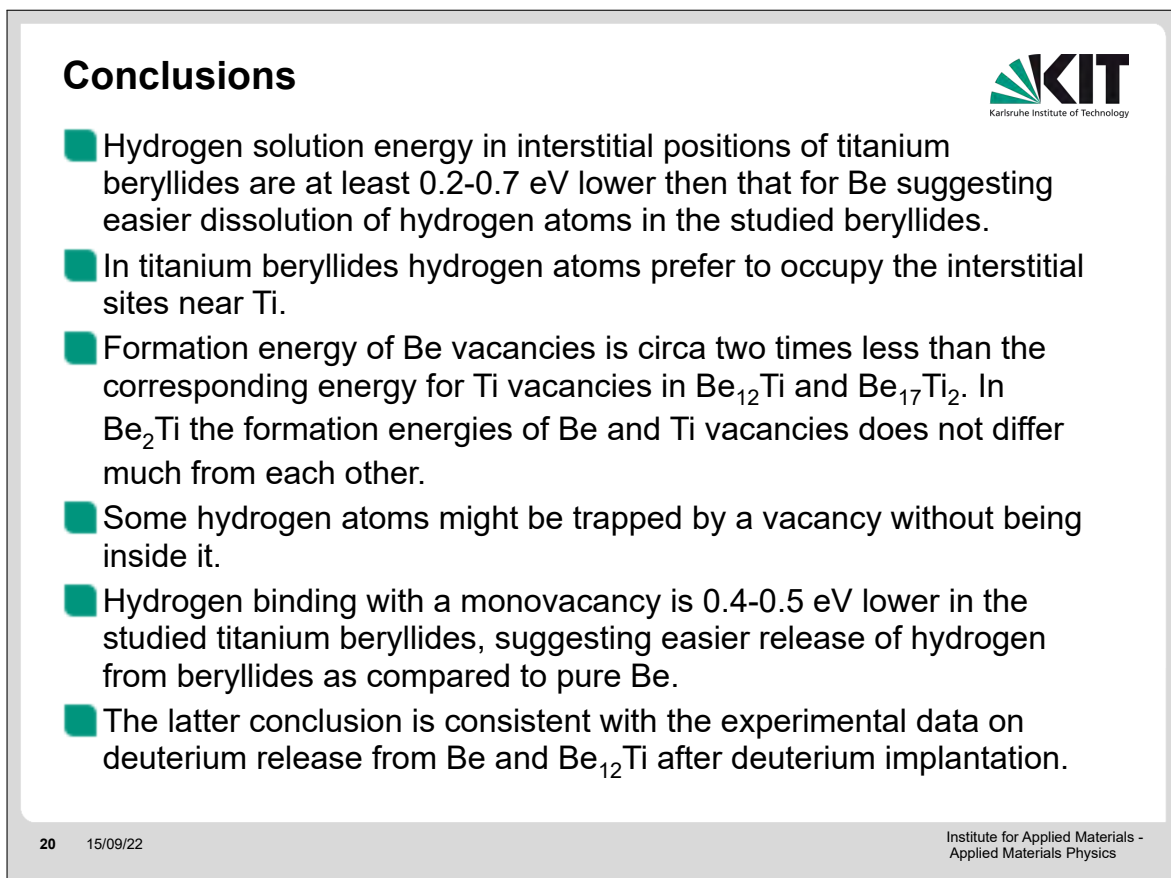 Conclusions
KIT
Karlsruhe Institute of Technology
Hydrogen solution energy in interstitial positions of titanium
beryllides are at least 0.2-0.7 eV lower then that for Be suggesting
easier dissolution of hydrogen atoms in the studied beryllides.
In titanium beryllides hydrogen atoms prefer to occupy the interstitial
sites near Ti.
Formation energy of Be vacancies is circa two times less than the
corresponding energy for Ti vacancies in Be₁₂Ti and Be₁₇Ti₂. In
Be₂Ti the formation energies of Be and Ti vacancies does not differ
much from each other.
Some hydrogen atoms might be trapped by a vacancy without being
inside it.
Hydrogen binding with a monovacancy is 0.4-0.5 eV lower in the
studied titanium beryllides, suggesting easier release of hydrogen
from beryllides as compared to pure Be.
The latter conclusion is consistent with the experimental data on
deuterium release from Be and Be₁₂Ti after deuterium implantation.
20 15/09/22
Institute for Applied Materials -
Applied Materials Physics